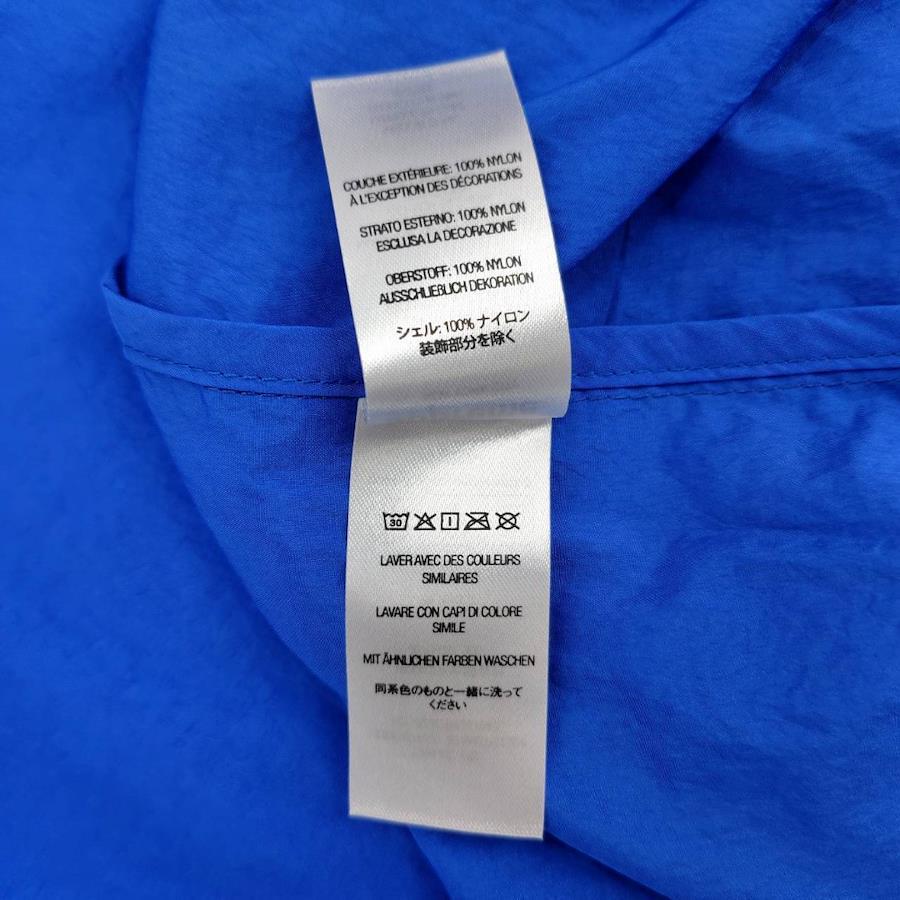 COUCHE EXTÉRIEURE: 100% NYLON
À L'EXCEPTION DES DÉCORATIONS
STRATO ESTERNO: 100% NYLON
ESCLUSA LA DECORAZIONE
OBERSTOFF: 100% NYLON
AUSSCHLIEßLICH DEKORATION
シェル: 100% ナイロン
装飾部分を除く
30
LAVER AVEC DES COULEURS
SIMILAIRES
LAVARE CON CAPI DI COLORE
SIMILE
MIT ÄHNLICHEN FARBEN WASCHEN
同系色のものと一緒に洗って
ください